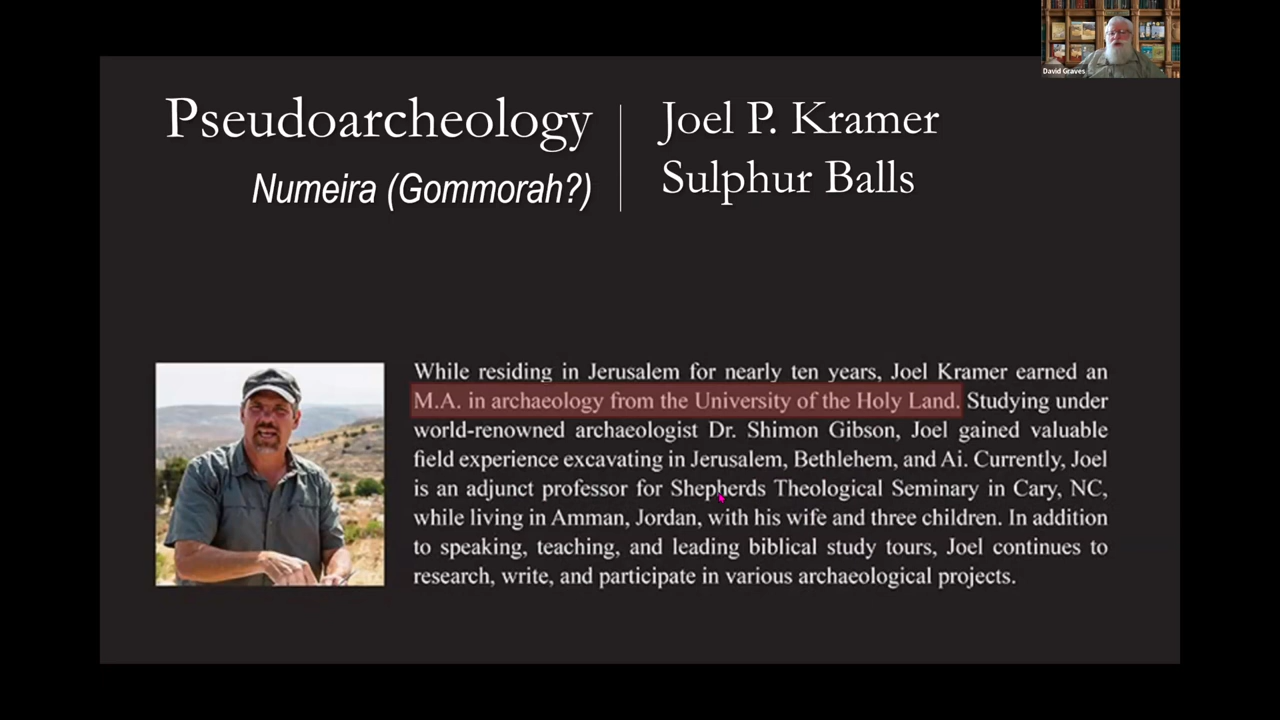 David Graves
Pseudoarcheology
Numeira (Gommorah?)
Joel P. Kramer
Sulphur Balls
While residing in Jerusalem for nearly ten years, Joel Kramer earned an
M.A. in archaeology from the University of the Holy Land. Studying under
world-renowned archaeologist Dr. Shimon Gibson, Joel gained valuable
field experience excavating in Jerusalem, Bethlehem, and Ai. Currently, Joel
is an adjunct professor for Shepherds Theological Seminary in Cary, NC,
while living in Amman, Jordan, with his wife and three children. In addition
to speaking, teaching, and leading biblical study tours, Joel continues to
research, write, and participate in various archaeological projects.